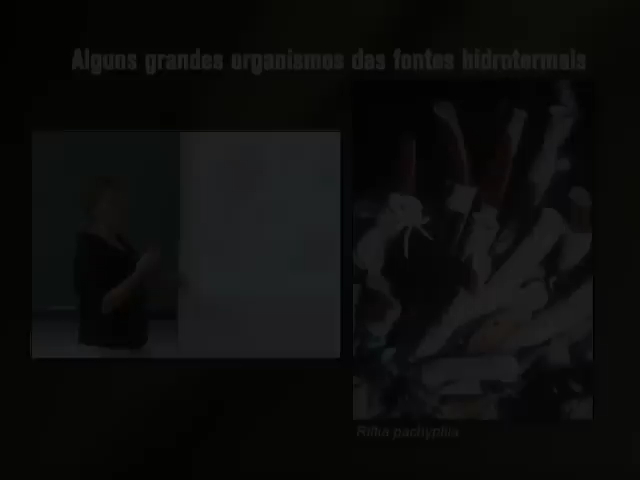 Alguns grandes organismos das fontes hidrotermais
Riftia pachyptila